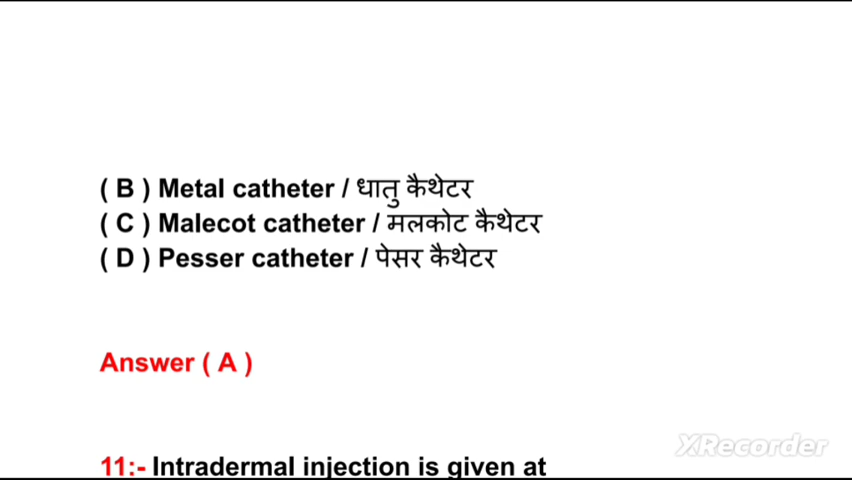 ( B ) Metal catheter / धातु कैथेटर
( C ) Malecot catheter / मलकोट कैथेटर
( D ) Pesser catheter / पेसर कैथेटर
Answer ( A )
XRecorder
11:- Intradermal injection is given at